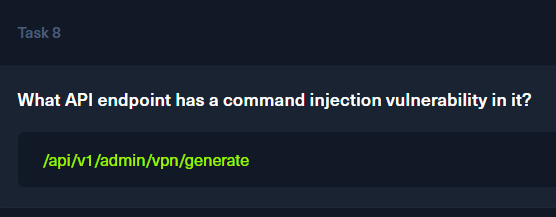 Task 8
What API endpoint has a command injection vulnerability in it?
/api/v1/admin/vpn/generate